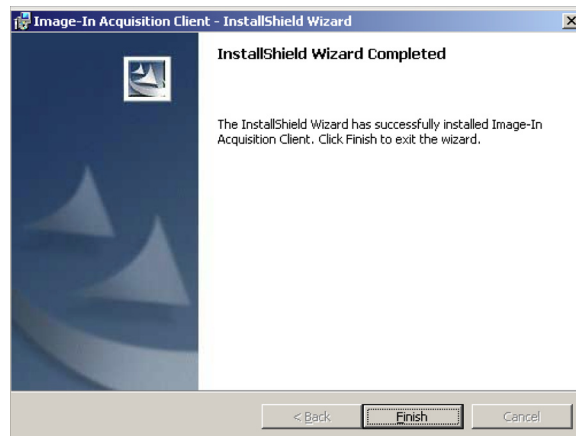 Image-In Acquisition Client - InstallShield Wizard
InstallShield Wizard Completed
The InstallShield Wizard has successfully installed Image-In
Acquisition Client. Click Finish to exit the wizard.
< Back
Finish
Cancel